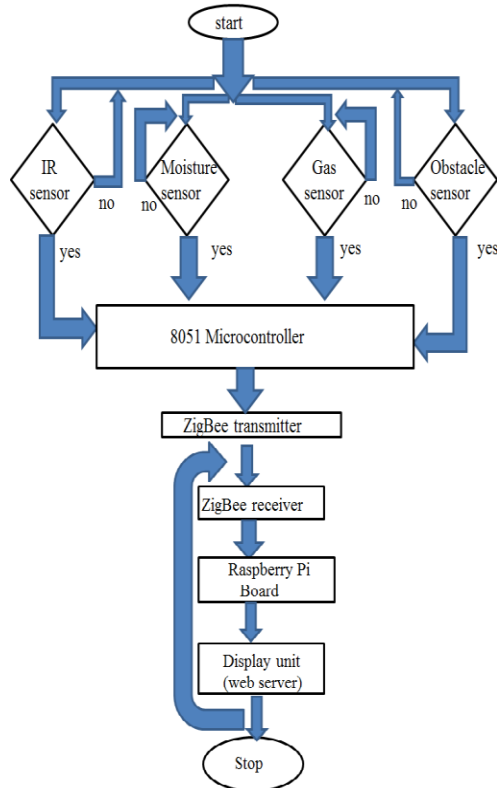 start
IR
sensor
no
yes
Moisture
sensor
no
yes
Gas
sensor
no
yes
Obstacle
sensor
no
yes
8051 Microcontroller
ZigBee transmitter
ZigBee receiver
Raspberry Pi
Board
Display unit
(web server)
Stop